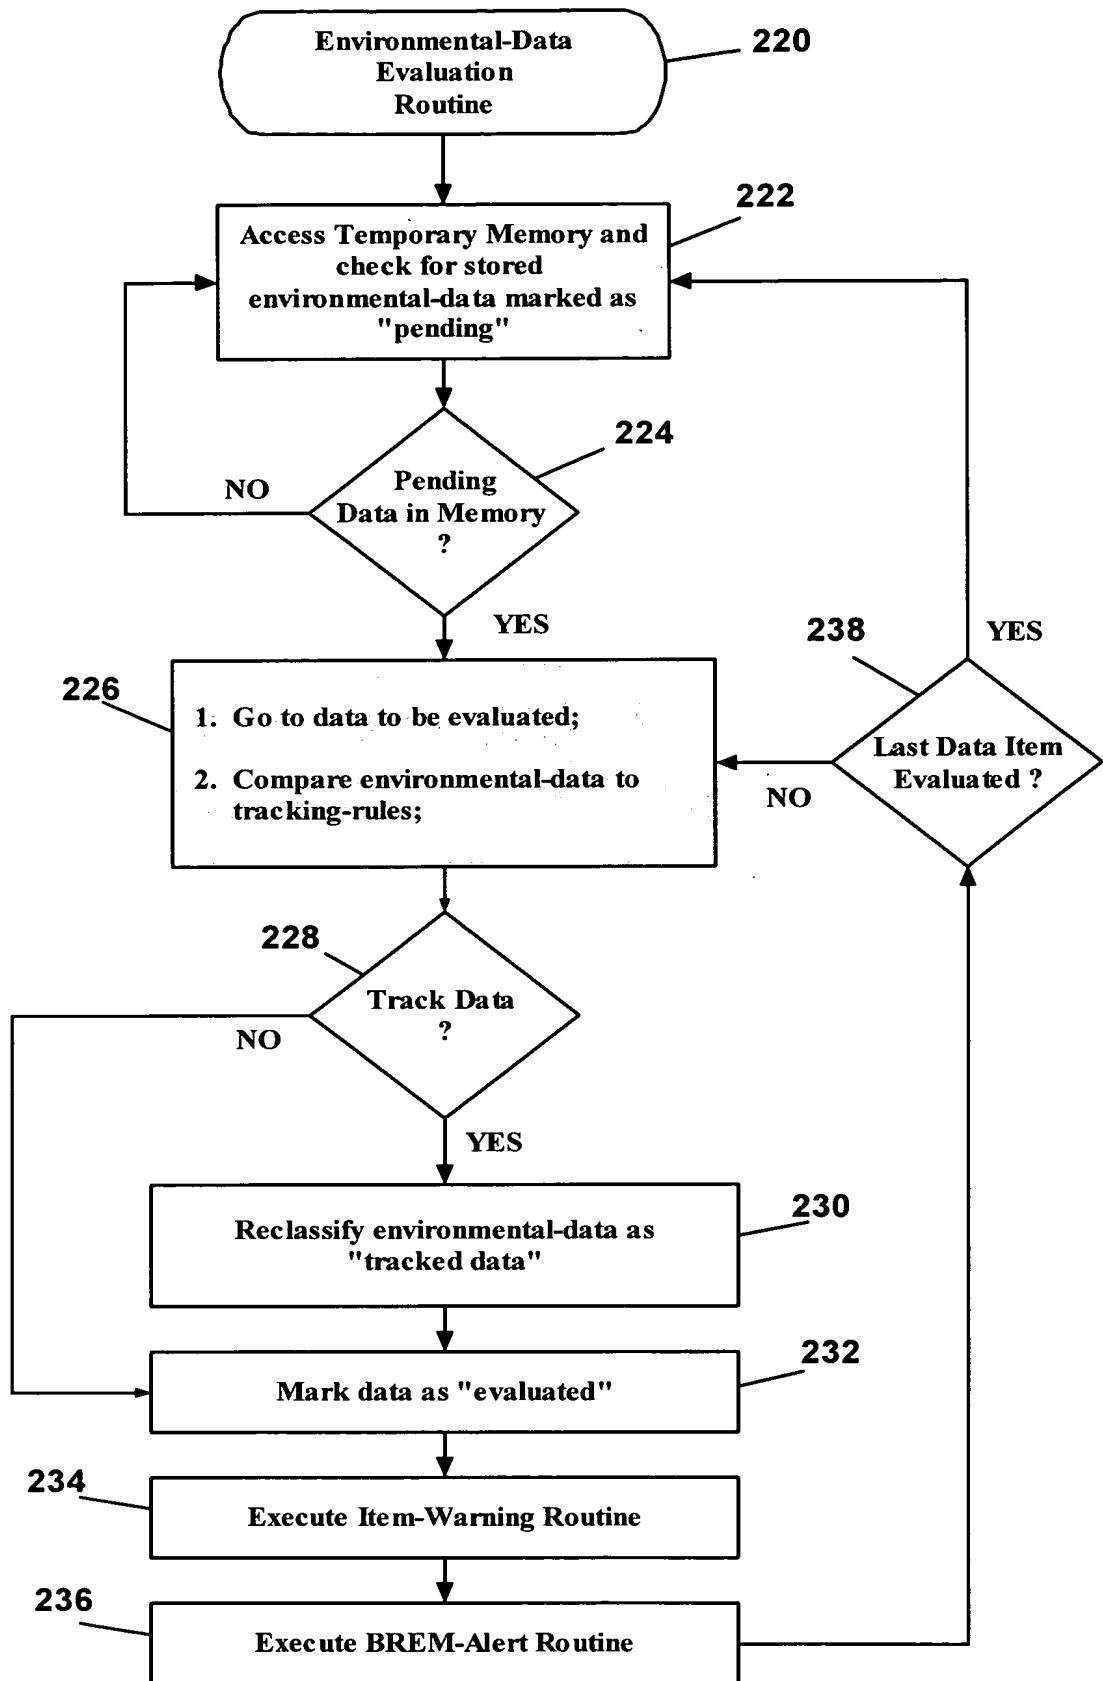 Environmental-Data
Evaluation
Routine
220
222
Access Temporary Memory and
check for stored
environmental-data marked as
"pending"
224
Pending
Data in Memory
?
NO
YES
238
YES
226
1. Go to data to be evaluated;
2. Compare environmental-data to
tracking-rules;
Last Data Item
Evaluated ?
NO
228
Track Data
?
NO
YES
230
Reclassify environmental-data as
"tracked data"
232
Mark data as "evaluated"
234
Execute Item-Warning Routine
236
Execute BREM-Alert Routine